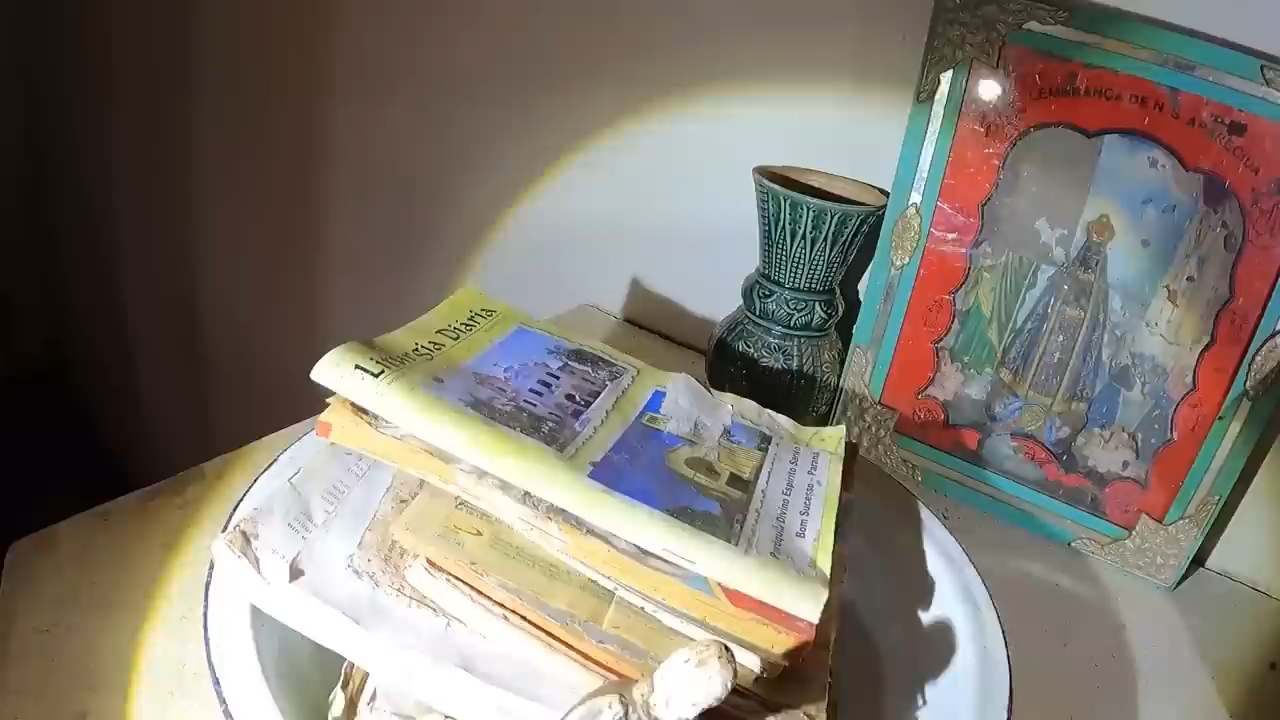 LEMBRANÇA DE N S APARECIDA
Liturgia Diária
Paróquia Divino Espírito Santo
Bom Sucesso - Paraná